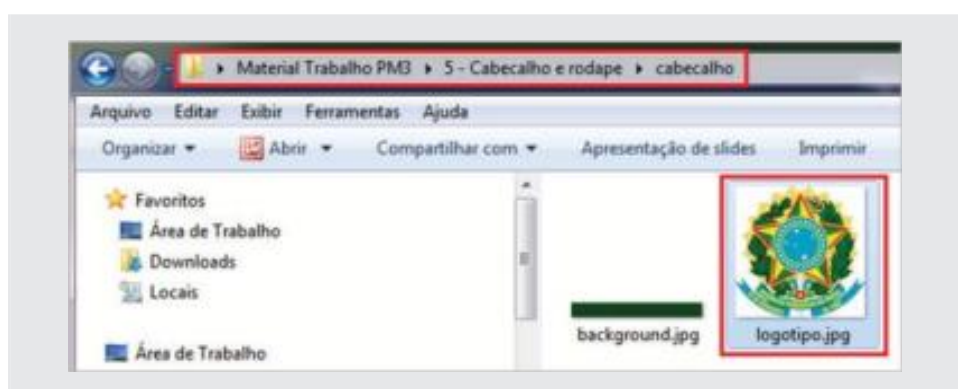 Material Trabalho PM3 ▸ 5 - Cabecalho e rodape ▸ cabecalho
Arquivo Editar Exibir Ferramentas Ajuda
Organizar Abrir Compartilhar com Apresentação de slides Imprimir
Favoritos
Área de Trabalho
Downloads
Locais
Área de Trabalho
background.jpg logotipo.jpg